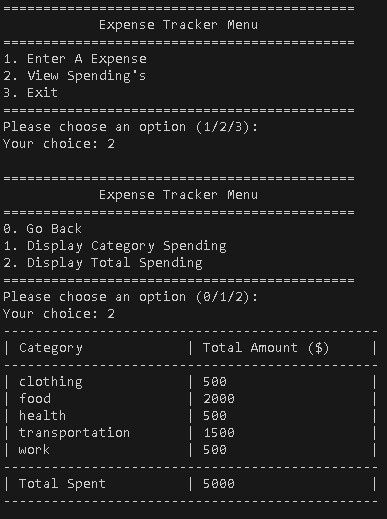 ============================================
Expense Tracker Menu
============================================
1. Enter A Expense
2. View Spending's
3. Exit
============================================
Please choose an option (1/2/3):
Your choice: 2
============================================
Expense Tracker Menu
============================================
0. Go Back
1. Display Category Spending
2. Display Total Spending
============================================
Please choose an option (0/1/2):
Your choice: 2
-----------------------------------------------
| Category | Total Amount ($) |
-----------------------------------------------
| clothing | 500 |
| food | 2000 |
| health | 500 |
| transportation | 1500 |
| work | 500 |
-----------------------------------------------
| Total Spent | 5000 |
-----------------------------------------------